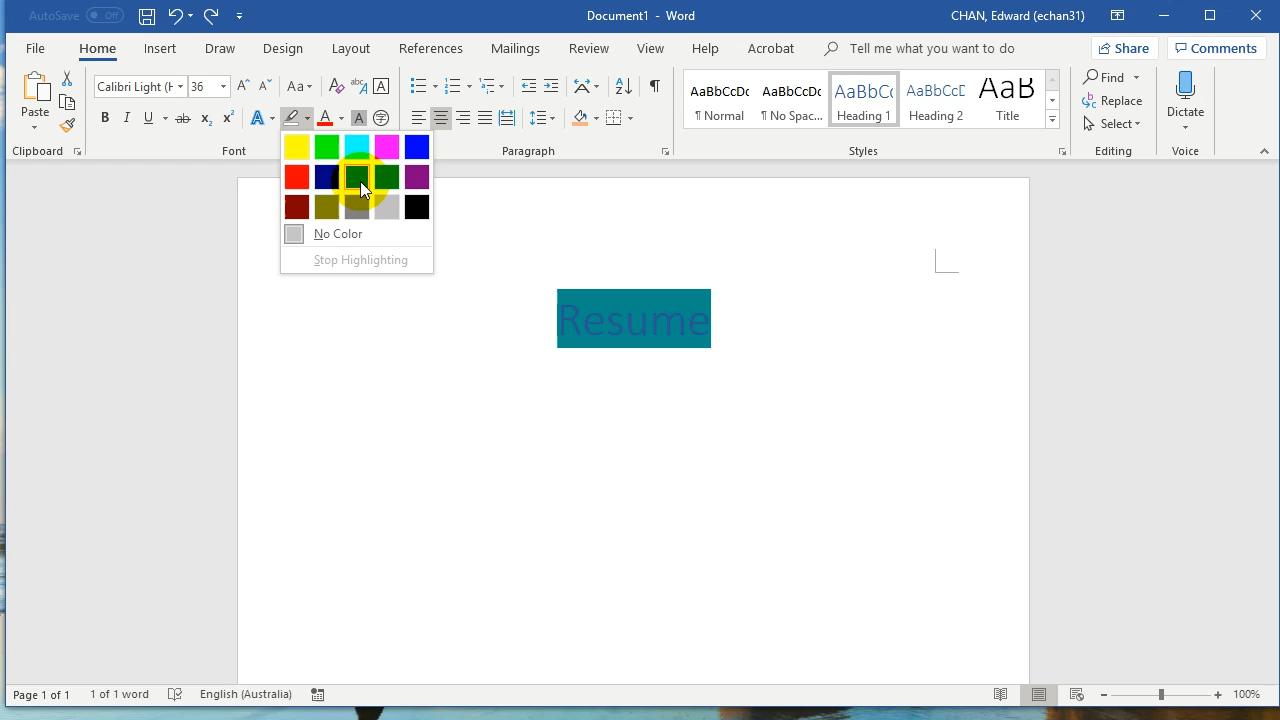 AutoSave Off Document1 - Word CHAN, Edward (echan31)
File Home Insert Draw Design Layout References Mailings Review View Help Acrobat Tell me what you want to do Share Comments
Paste
Clipboard
Calibri Light (H 36
Font
Paragraph
AaBbCcDc AaBbCcDc AaBbCc AaBbCcD AaB
¶ Normal ¶ No Spac... Heading 1 Heading 2 Title
Styles
Find
Replace
Select
Editing
Dictate
Voice
No Color
Stop Highlighting
Resume
Page 1 of 1 1 of 1 word English (Australia) 100%